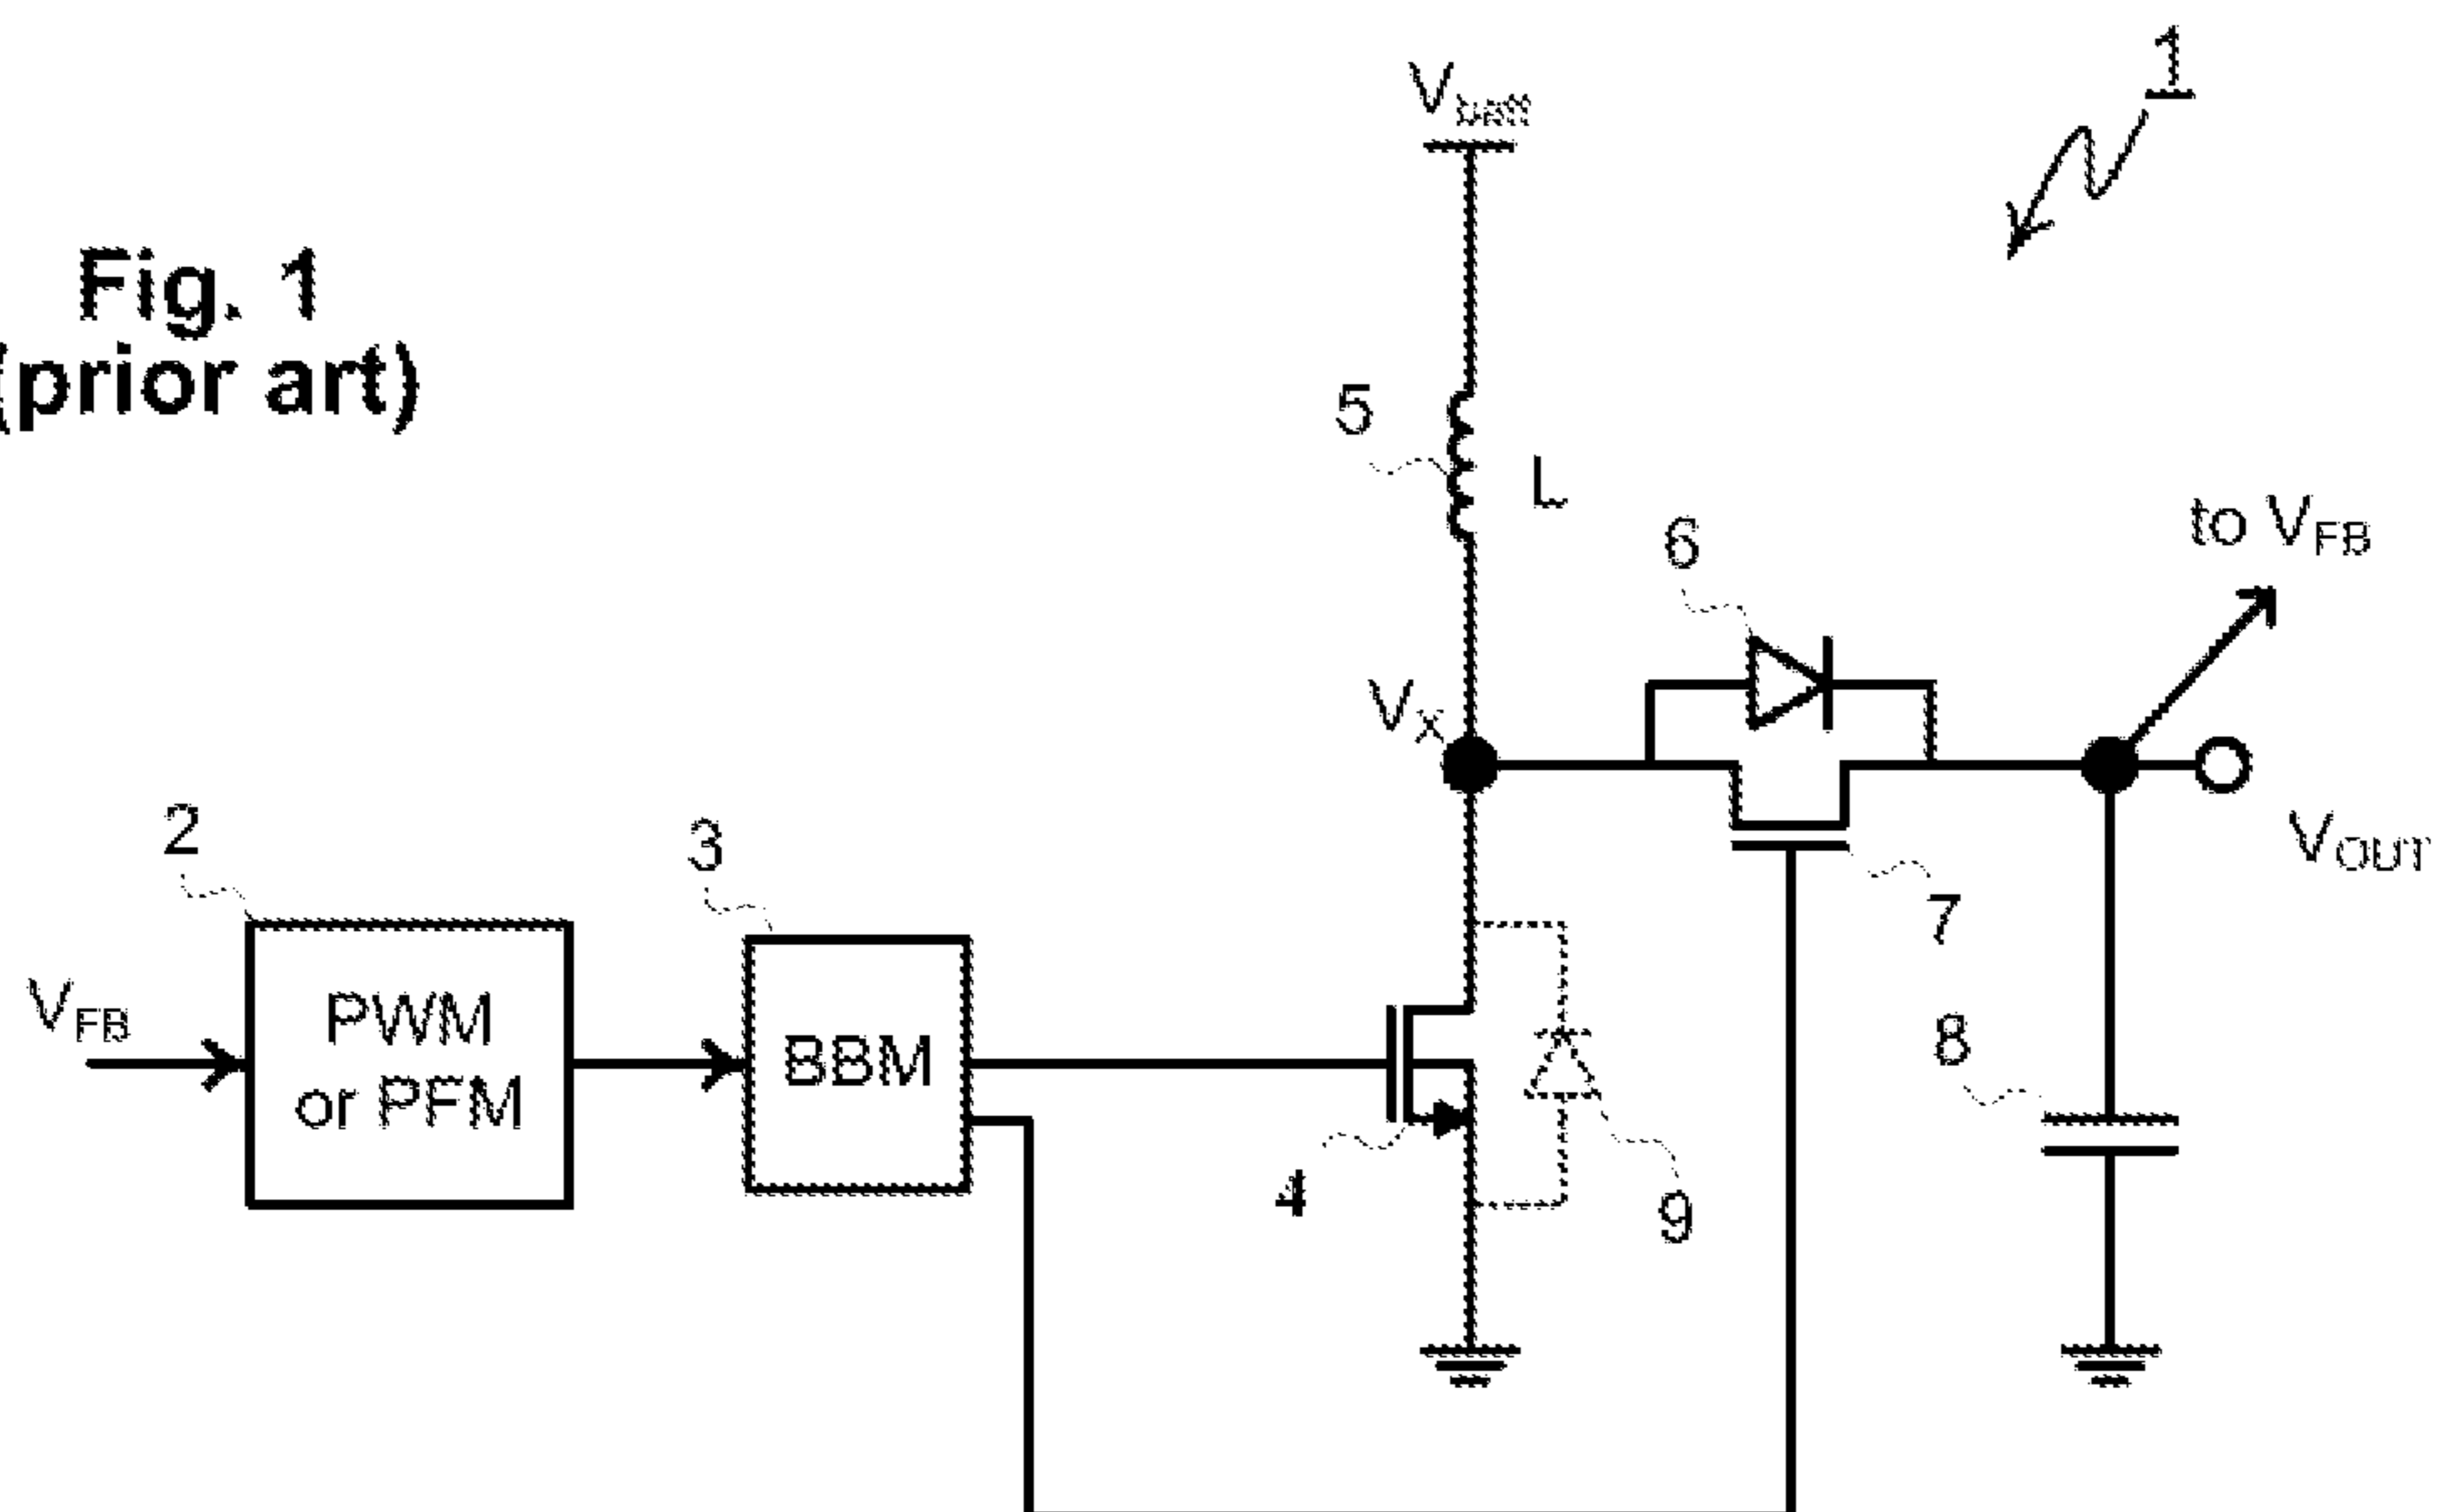 1
V
Fig. 1
(prior art)
5
L
6
to VFB
VX
2
3
7
VOUT
VFB
PWM
or PFM
BBM
8
4
9